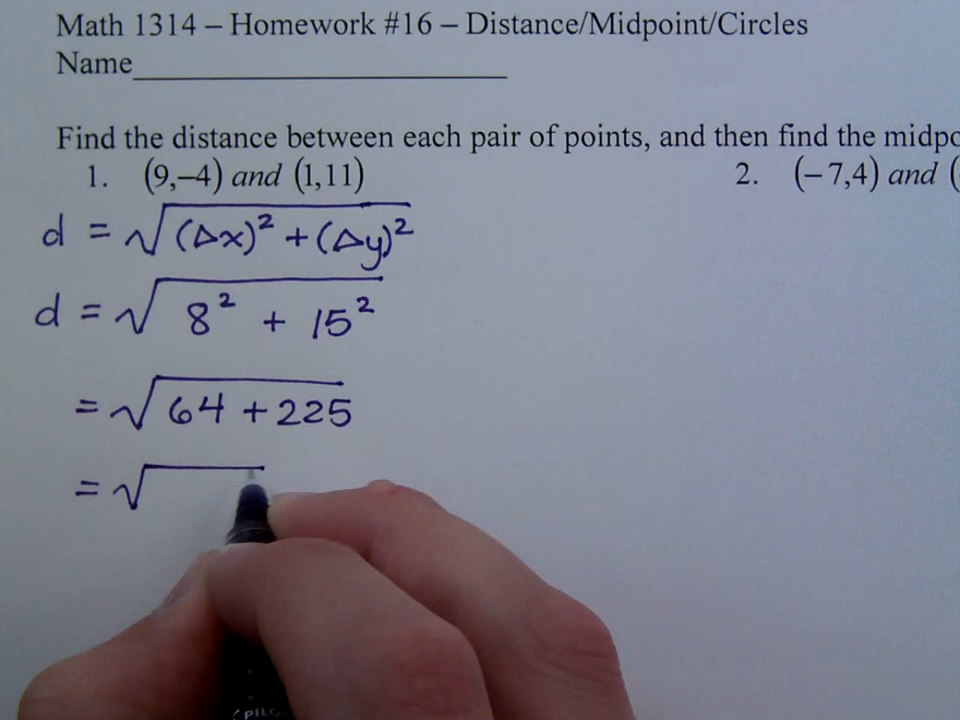 Math 1314 – Homework #16 – Distance/Midpoint/Circles
Name____________________
Find the distance between each pair of points, and then find the midpo
1. (9,−4) and (1,11)
2. (−7,4) and (
d = √(Δx)² + (Δy)²
d = √8² + 15²
= √64 + 225
= √
PILO